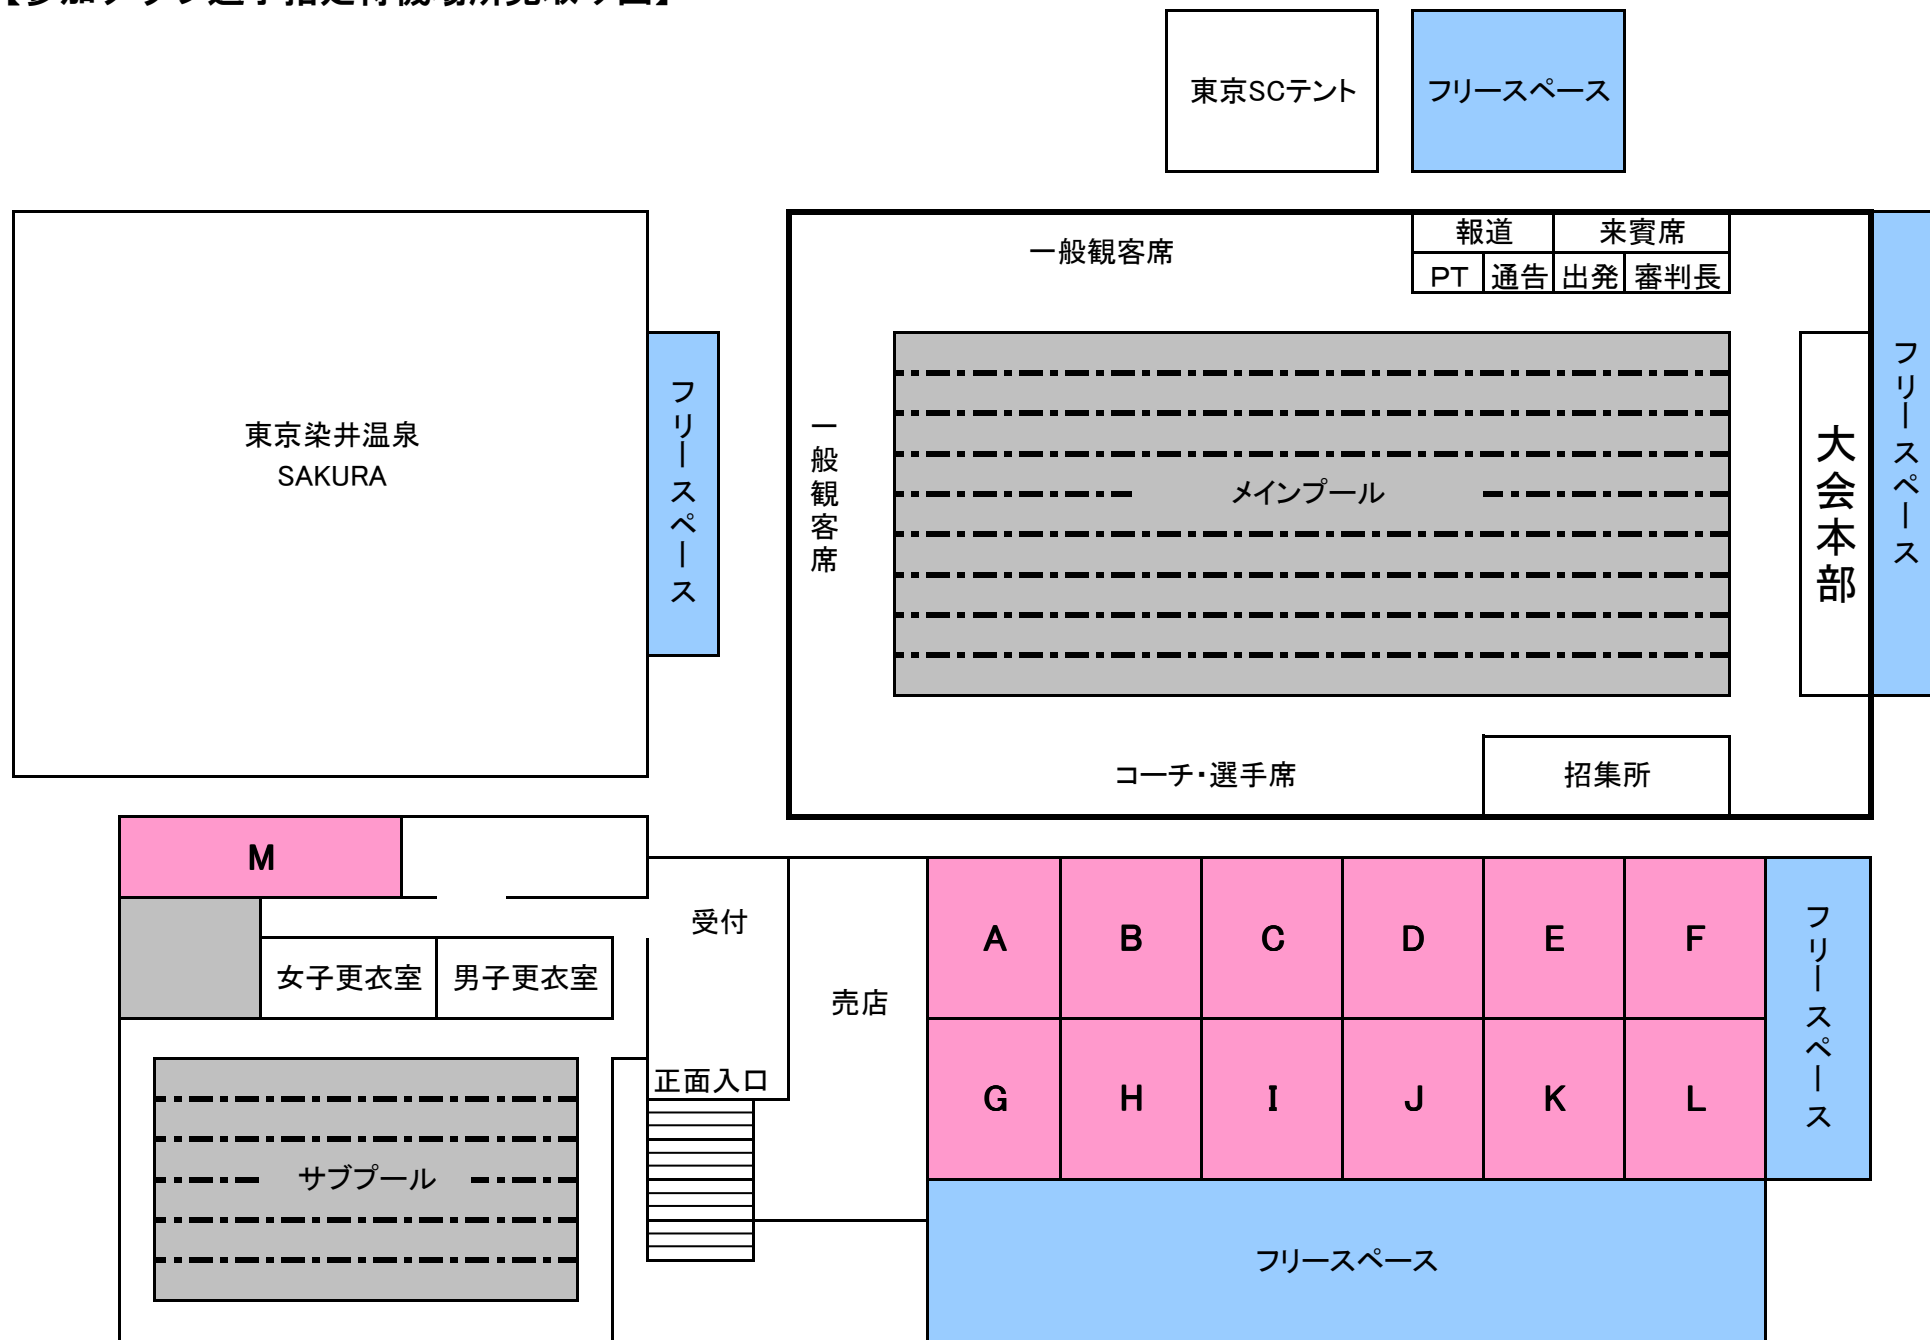 東京SCテント
フリースペース
報道
来賓席
一般観客席
PT
通告
出発
審判長
フリースペース
フリースペース
東京染井温泉
SAKURA
一般観客席
メインプール
大会本部
コーチ・選手席
招集所
M
受付
A
B
C
D
E
F
フリースペース
女子更衣室
男子更衣室
売店
正面入口
G
H
I
J
K
L
サブプール
フリースペース